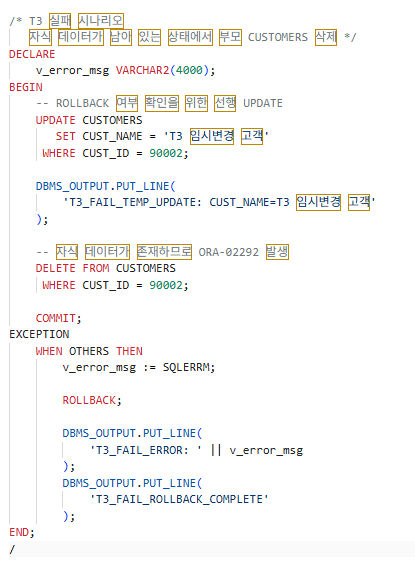 /* T3 실패 시나리오
   자식 데이터가 남아 있는 상태에서 부모 CUSTOMERS 삭제 */
DECLARE
    v_error_msg VARCHAR2(4000);
BEGIN
    -- ROLLBACK 여부 확인을 위한 선행 UPDATE
    UPDATE CUSTOMERS
       SET CUST_NAME = 'T3 임시변경 고객'
     WHERE CUST_ID = 90002;

    DBMS_OUTPUT.PUT_LINE(
        'T3_FAIL_TEMP_UPDATE: CUST_NAME=T3 임시변경 고객'
    );

    -- 자식 데이터가 존재하므로 ORA-02292 발생
    DELETE FROM CUSTOMERS
     WHERE CUST_ID = 90002;

    COMMIT;
EXCEPTION
    WHEN OTHERS THEN
        v_error_msg := SQLERRM;

        ROLLBACK;

        DBMS_OUTPUT.PUT_LINE(
            'T3_FAIL_ERROR: ' || v_error_msg
        );
        DBMS_OUTPUT.PUT_LINE(
            'T3_FAIL_ROLLBACK_COMPLETE'
        );
END;
/